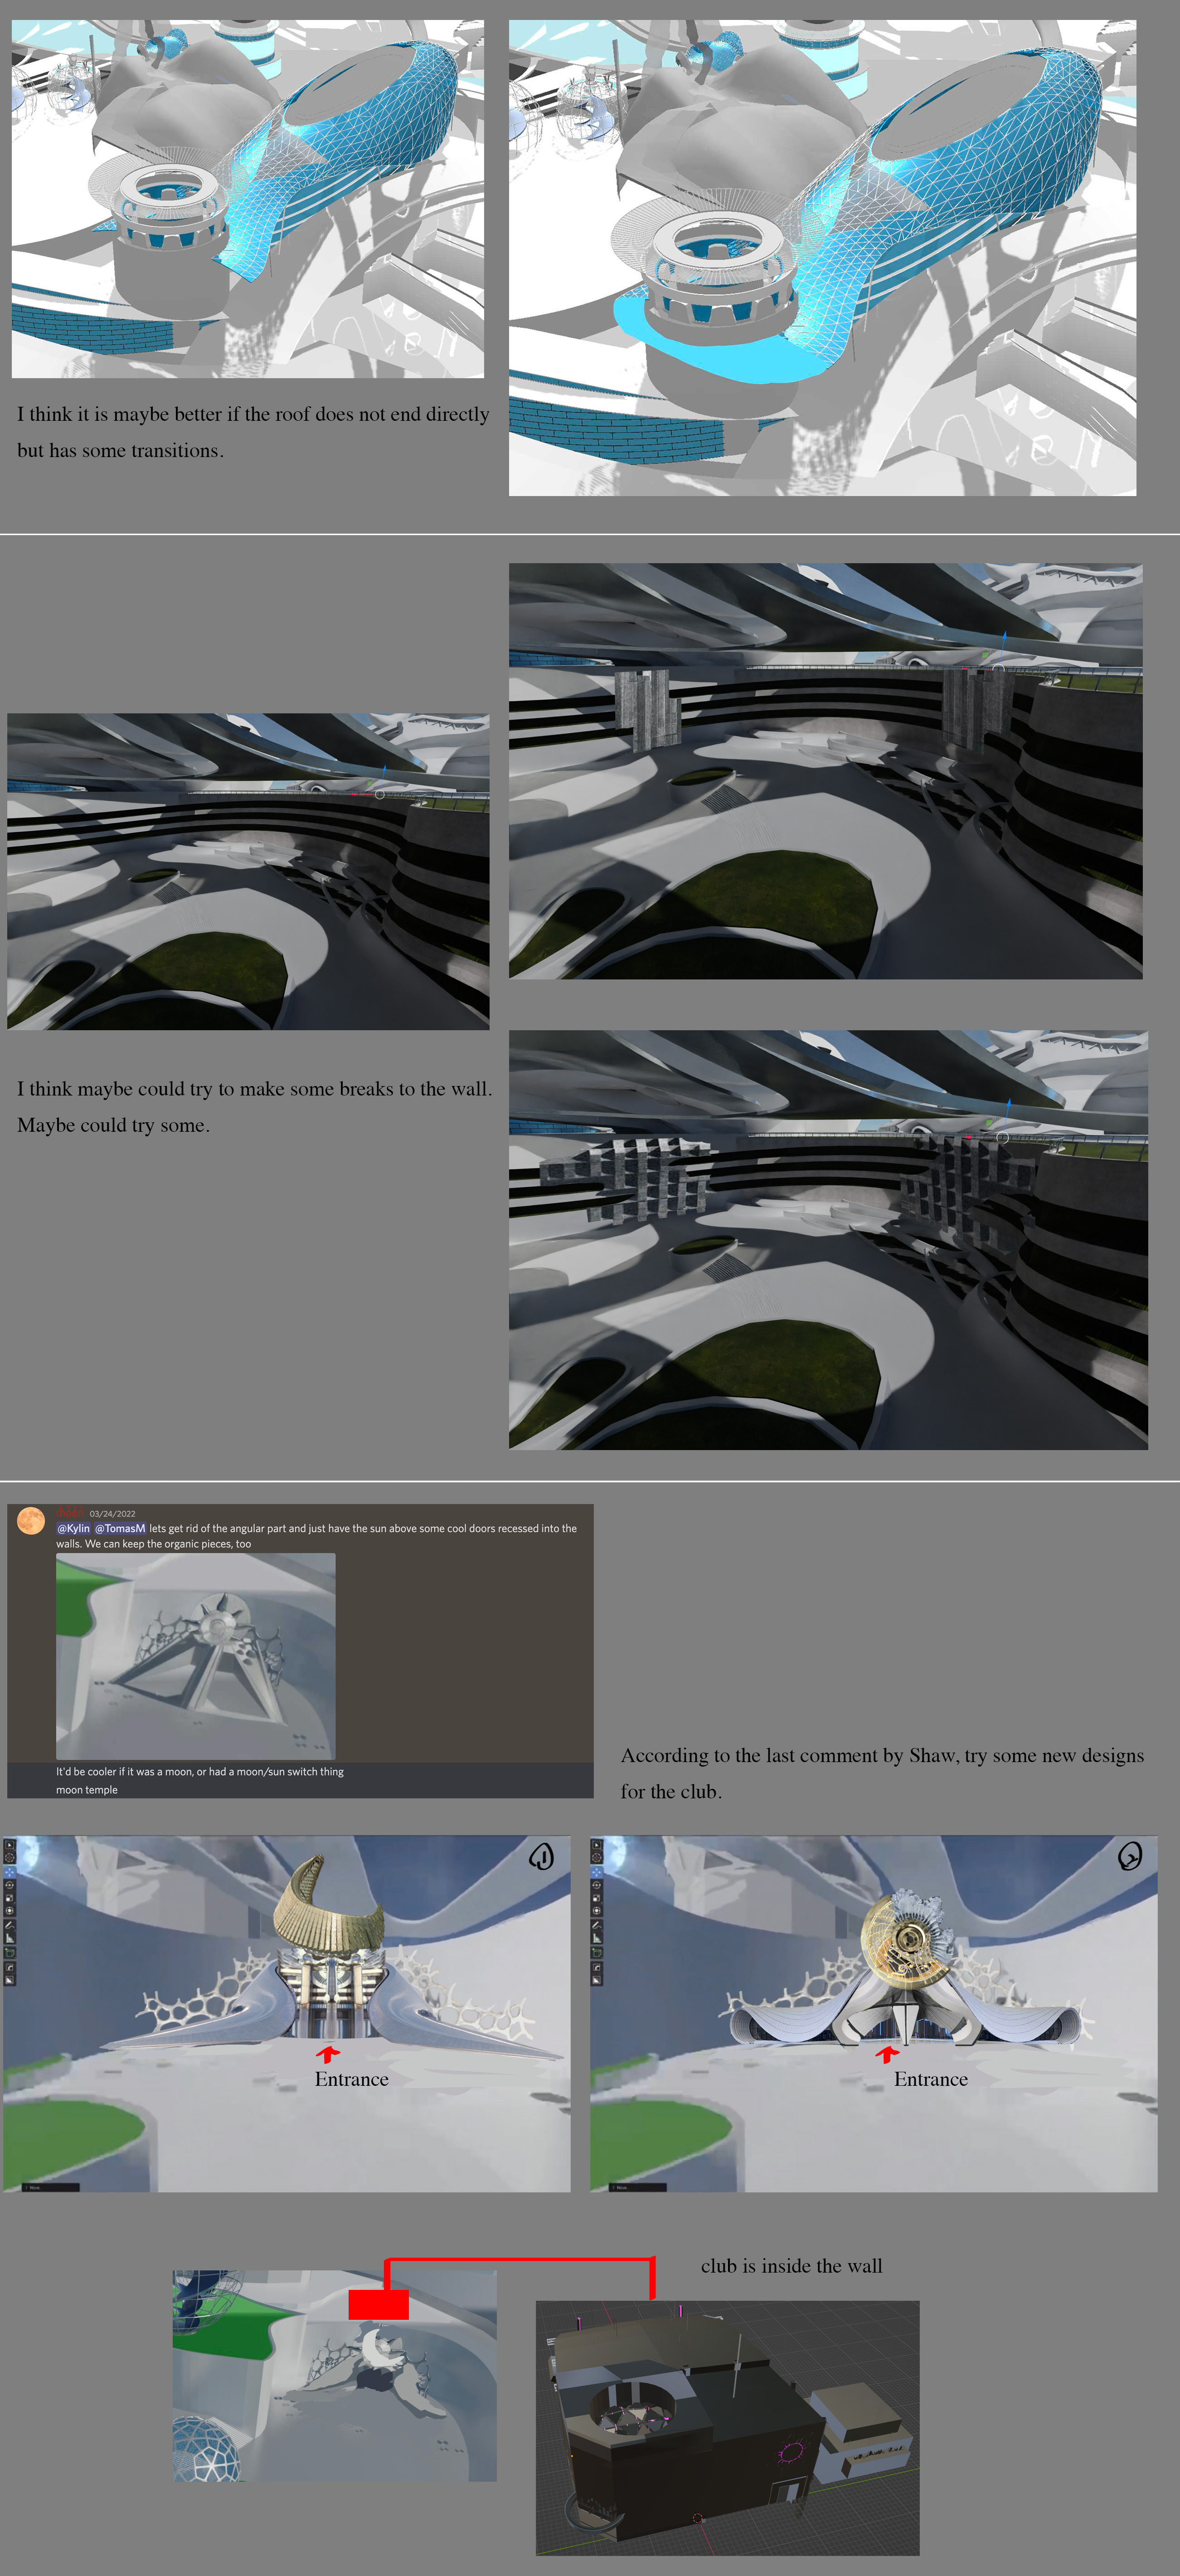 I think it is maybe better if the roof does not end directly
but has some transitions.
I think maybe could try to make some breaks to the wall.
Maybe could try some.
03/24/2022
@Kylin @TomasM lets get rid of the angular part and just have the sun above some cool doors recessed into the
walls. We can keep the organic pieces, too
It'd be cooler if it was a moon, or had a moon/sun switch thing
moon temple
According to the last comment by Shaw, try some new designs
for the club.
1
2
Entrance
Entrance
club is inside the wall